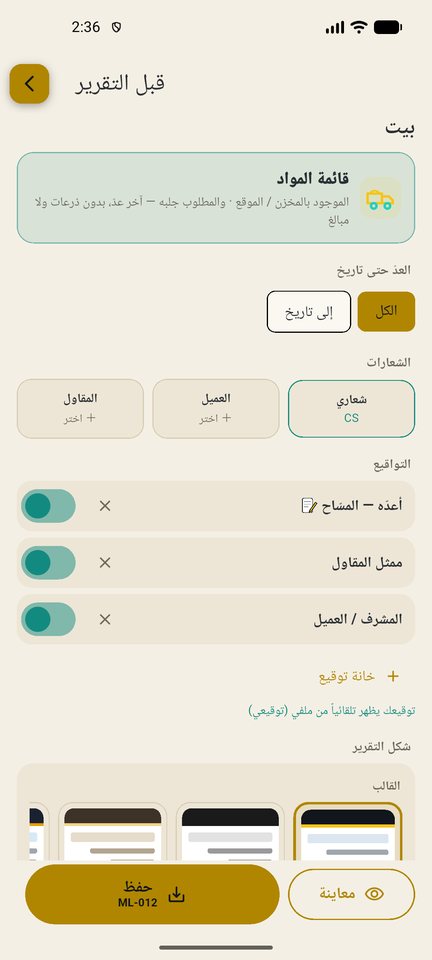 2:36
قبل التقرير
بيت
قائمة المواد
الموجود بالمخزن / الموقع · والمطلوب جلبه — آخر عدّ، بدون ذرعات ولا
مبالغ
العدّ حتى تاريخ
الكل
إلى تاريخ
الشعارات
شعاري
CS
العميل
+ اختر
المقاول
+ اختر
التواقيع
أعدّه — المسّاح
ممثل المقاول
المشرف / العميل
+ خانة توقيع
توقيعك يظهر تلقائياً من ملفي (توقيعي)
شكل التقرير
القالب
معاينة
حفظ
ML-012